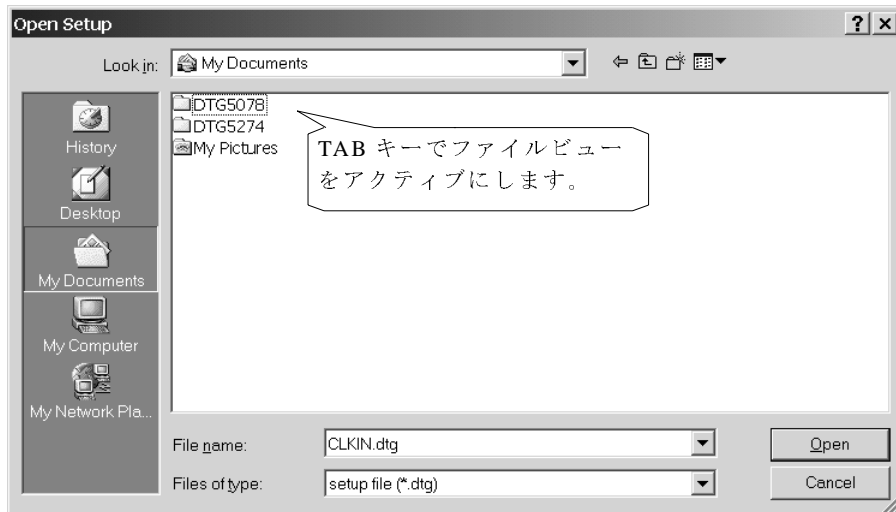 Open Setup
Look in: My Documents
History
Desktop
My Documents
My Computer
My Network Pla...
DTG5078
DTG5274
My Pictures
TAB キーでファイルビュー
をアクティブにします。
File name: CLKIN.dtg
Open
Files of type: setup file (*.dtg)
Cancel